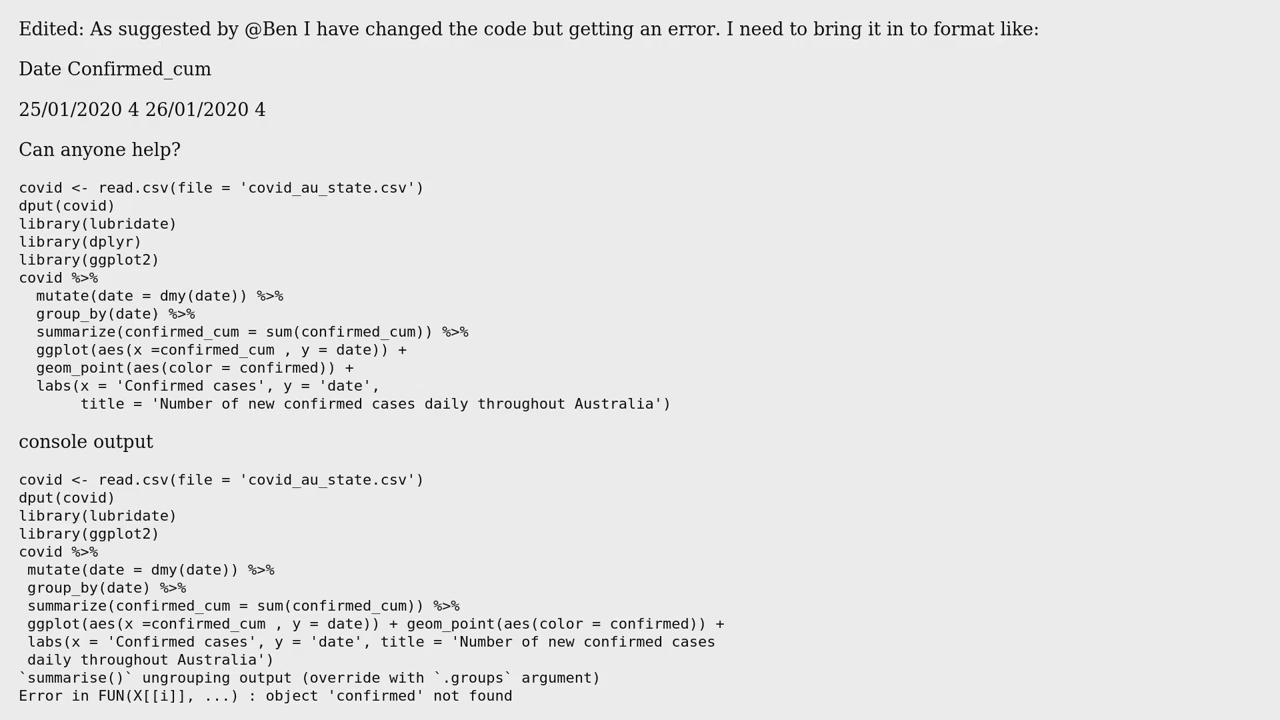 Edited: As suggested by @Ben I have changed the code but getting an error. I need to bring it in to format like:
Date Confirmed_cum
25/01/2020 4 26/01/2020 4
Can anyone help?
covid <- read.csv(file = 'covid_au_state.csv')
dput(covid)
library(lubridate)
library(dplyr)
library(ggplot2)
covid %>%
  mutate(date = dmy(date)) %>%
  group_by(date) %>%
  summarize(confirmed_cum = sum(confirmed_cum)) %>%
  ggplot(aes(x =confirmed_cum , y = date)) +
  geom_point(aes(color = confirmed)) +
  labs(x = 'Confirmed cases', y = 'date',
       title = 'Number of new confirmed cases daily throughout Australia')
console output
covid <- read.csv(file = 'covid_au_state.csv')
dput(covid)
library(lubridate)
library(ggplot2)
covid %>%
 mutate(date = dmy(date)) %>%
 group_by(date) %>%
 summarize(confirmed_cum = sum(confirmed_cum)) %>%
 ggplot(aes(x =confirmed_cum , y = date)) + geom_point(aes(color = confirmed)) +
 labs(x = 'Confirmed cases', y = 'date', title = 'Number of new confirmed cases
 daily throughout Australia')
`summarise()` ungrouping output (override with `.groups` argument)
Error in FUN(X[[i]], ...) : object 'confirmed' not found